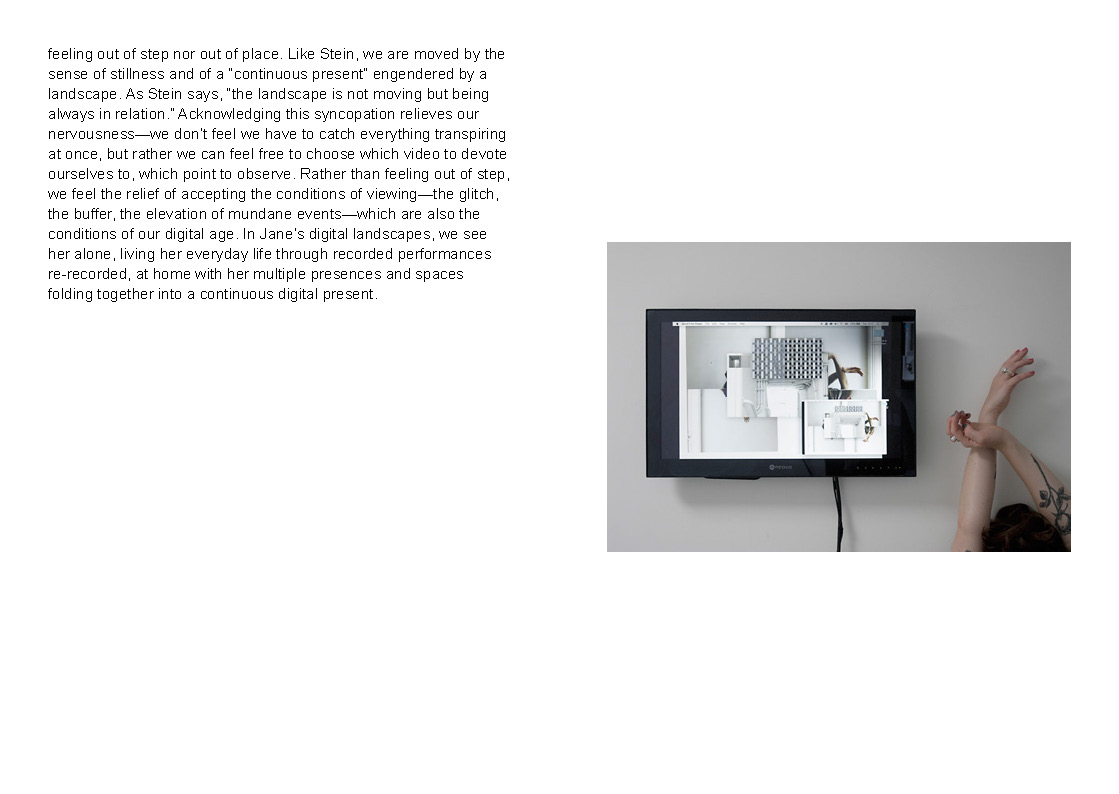 feeling out of step nor out of place. Like Stein, we are moved by the
sense of stillness and of a “continuous present” engendered by a
landscape. As Stein says, “the landscape is not moving but being
always in relation.” Acknowledging this syncopation relieves our
nervousness—we don’t feel we have to catch everything transpiring
at once, but rather we can feel free to choose which video to devote
ourselves to, which point to observe. Rather than feeling out of step,
we feel the relief of accepting the conditions of viewing—the glitch,
the buffer, the elevation of mundane events—which are also the
conditions of our digital age. In Jane’s digital landscapes, we see
her alone, living her everyday life through recorded performances
re-recorded, at home with her multiple presences and spaces
folding together into a continuous digital present.